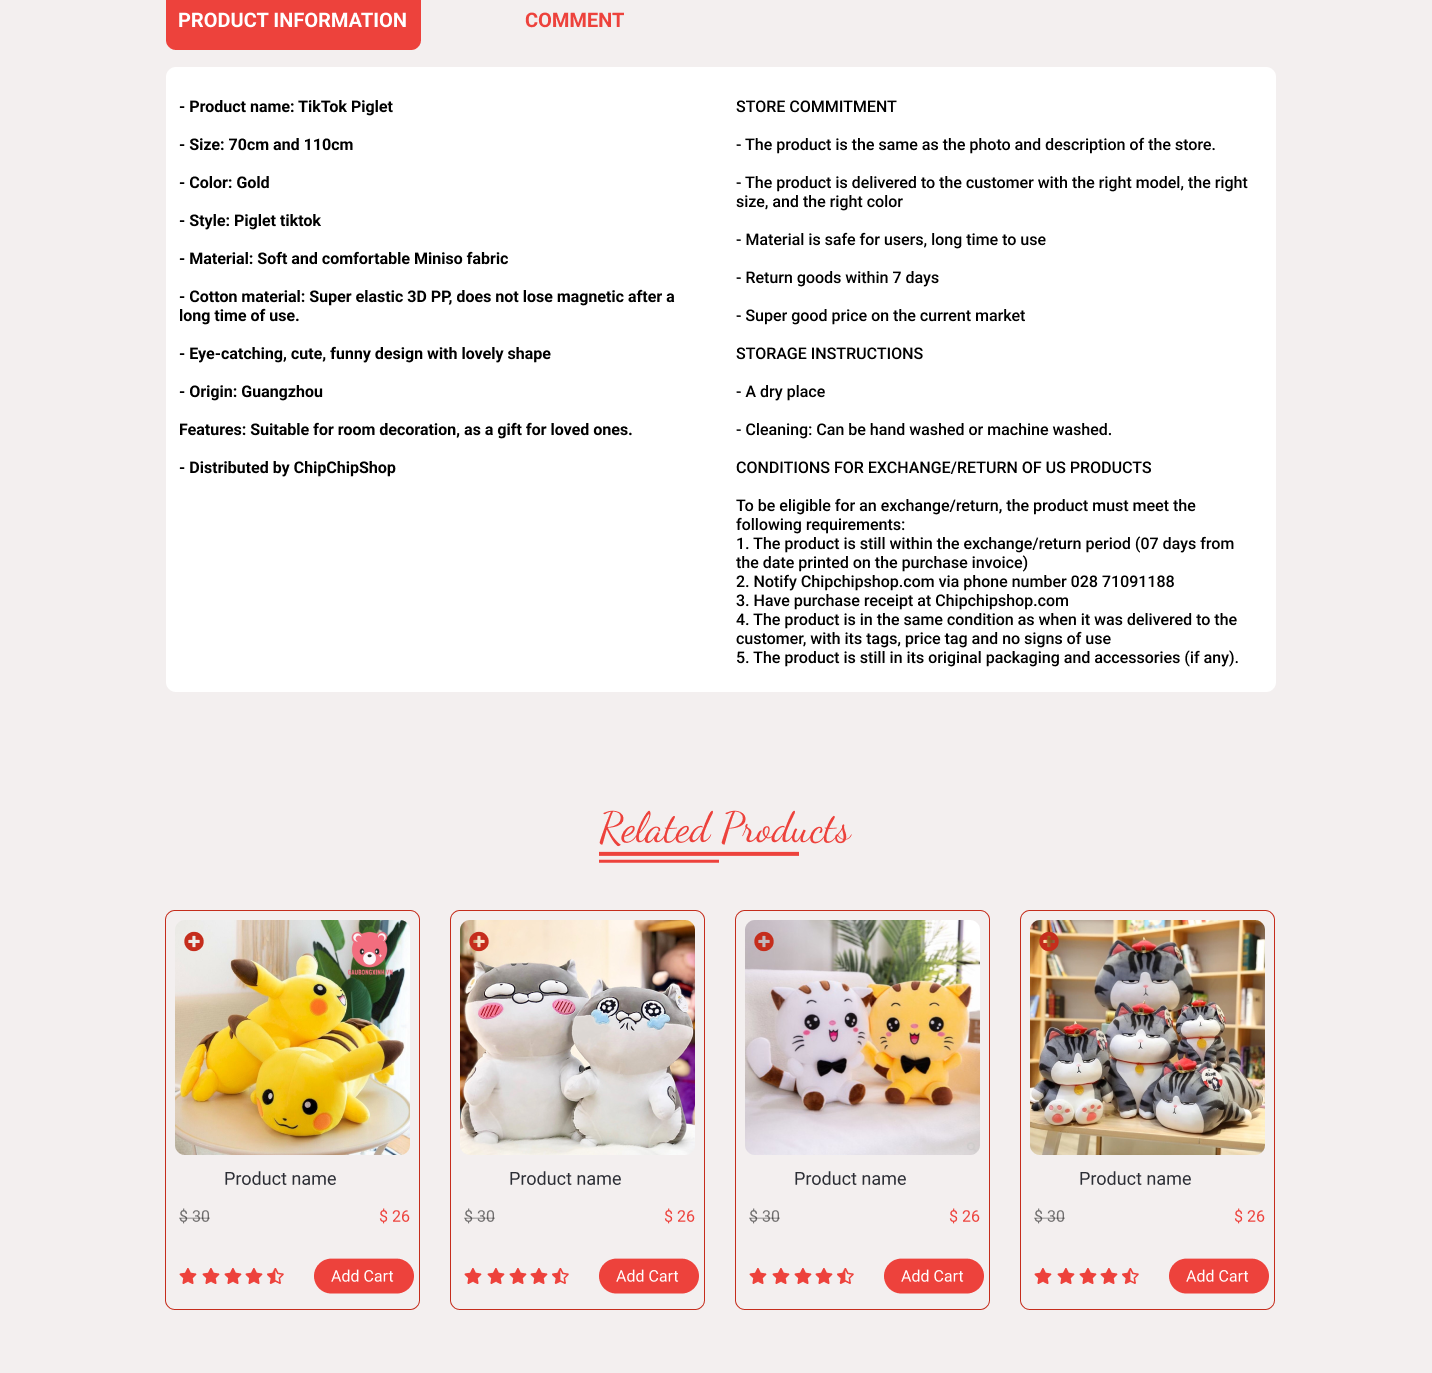 PRODUCT INFORMATION
COMMENT
- Product name: TikTok Piglet
- Size: 70cm and 110cm
- Color: Gold
- Style: Piglet tiktok
- Material: Soft and comfortable Miniso fabric
- Cotton material: Super elastic 3D PP, does not lose magnetic after a
long time of use.
- Eye-catching, cute, funny design with lovely shape
- Origin: Guangzhou
Features: Suitable for room decoration, as a gift for loved ones.
- Distributed by ChipChipShop
STORE COMMITMENT
- The product is the same as the photo and description of the store.
- The product is delivered to the customer with the right model, the right
size, and the right color
- Material is safe for users, long time to use
- Return goods within 7 days
- Super good price on the current market
STORAGE INSTRUCTIONS
- A dry place
- Cleaning: Can be hand washed or machine washed.
CONDITIONS FOR EXCHANGE/RETURN OF US PRODUCTS
To be eligible for an exchange/return, the product must meet the
following requirements:
1. The product is still within the exchange/return period (07 days from
the date printed on the purchase invoice)
2. Notify Chipchipshop.com via phone number 028 71091188
3. Have purchase receipt at Chipchipshop.com
4. The product is in the same condition as when it was delivered to the
customer, with its tags, price tag and no signs of use
5. The product is still in its original packaging and accessories (if any).
Related Products
Product name
$ 30
$ 26
Add Cart
Product name
$ 30
$ 26
Add Cart
Product name
$ 30
$ 26
Add Cart
Product name
$ 30
$ 26
Add Cart